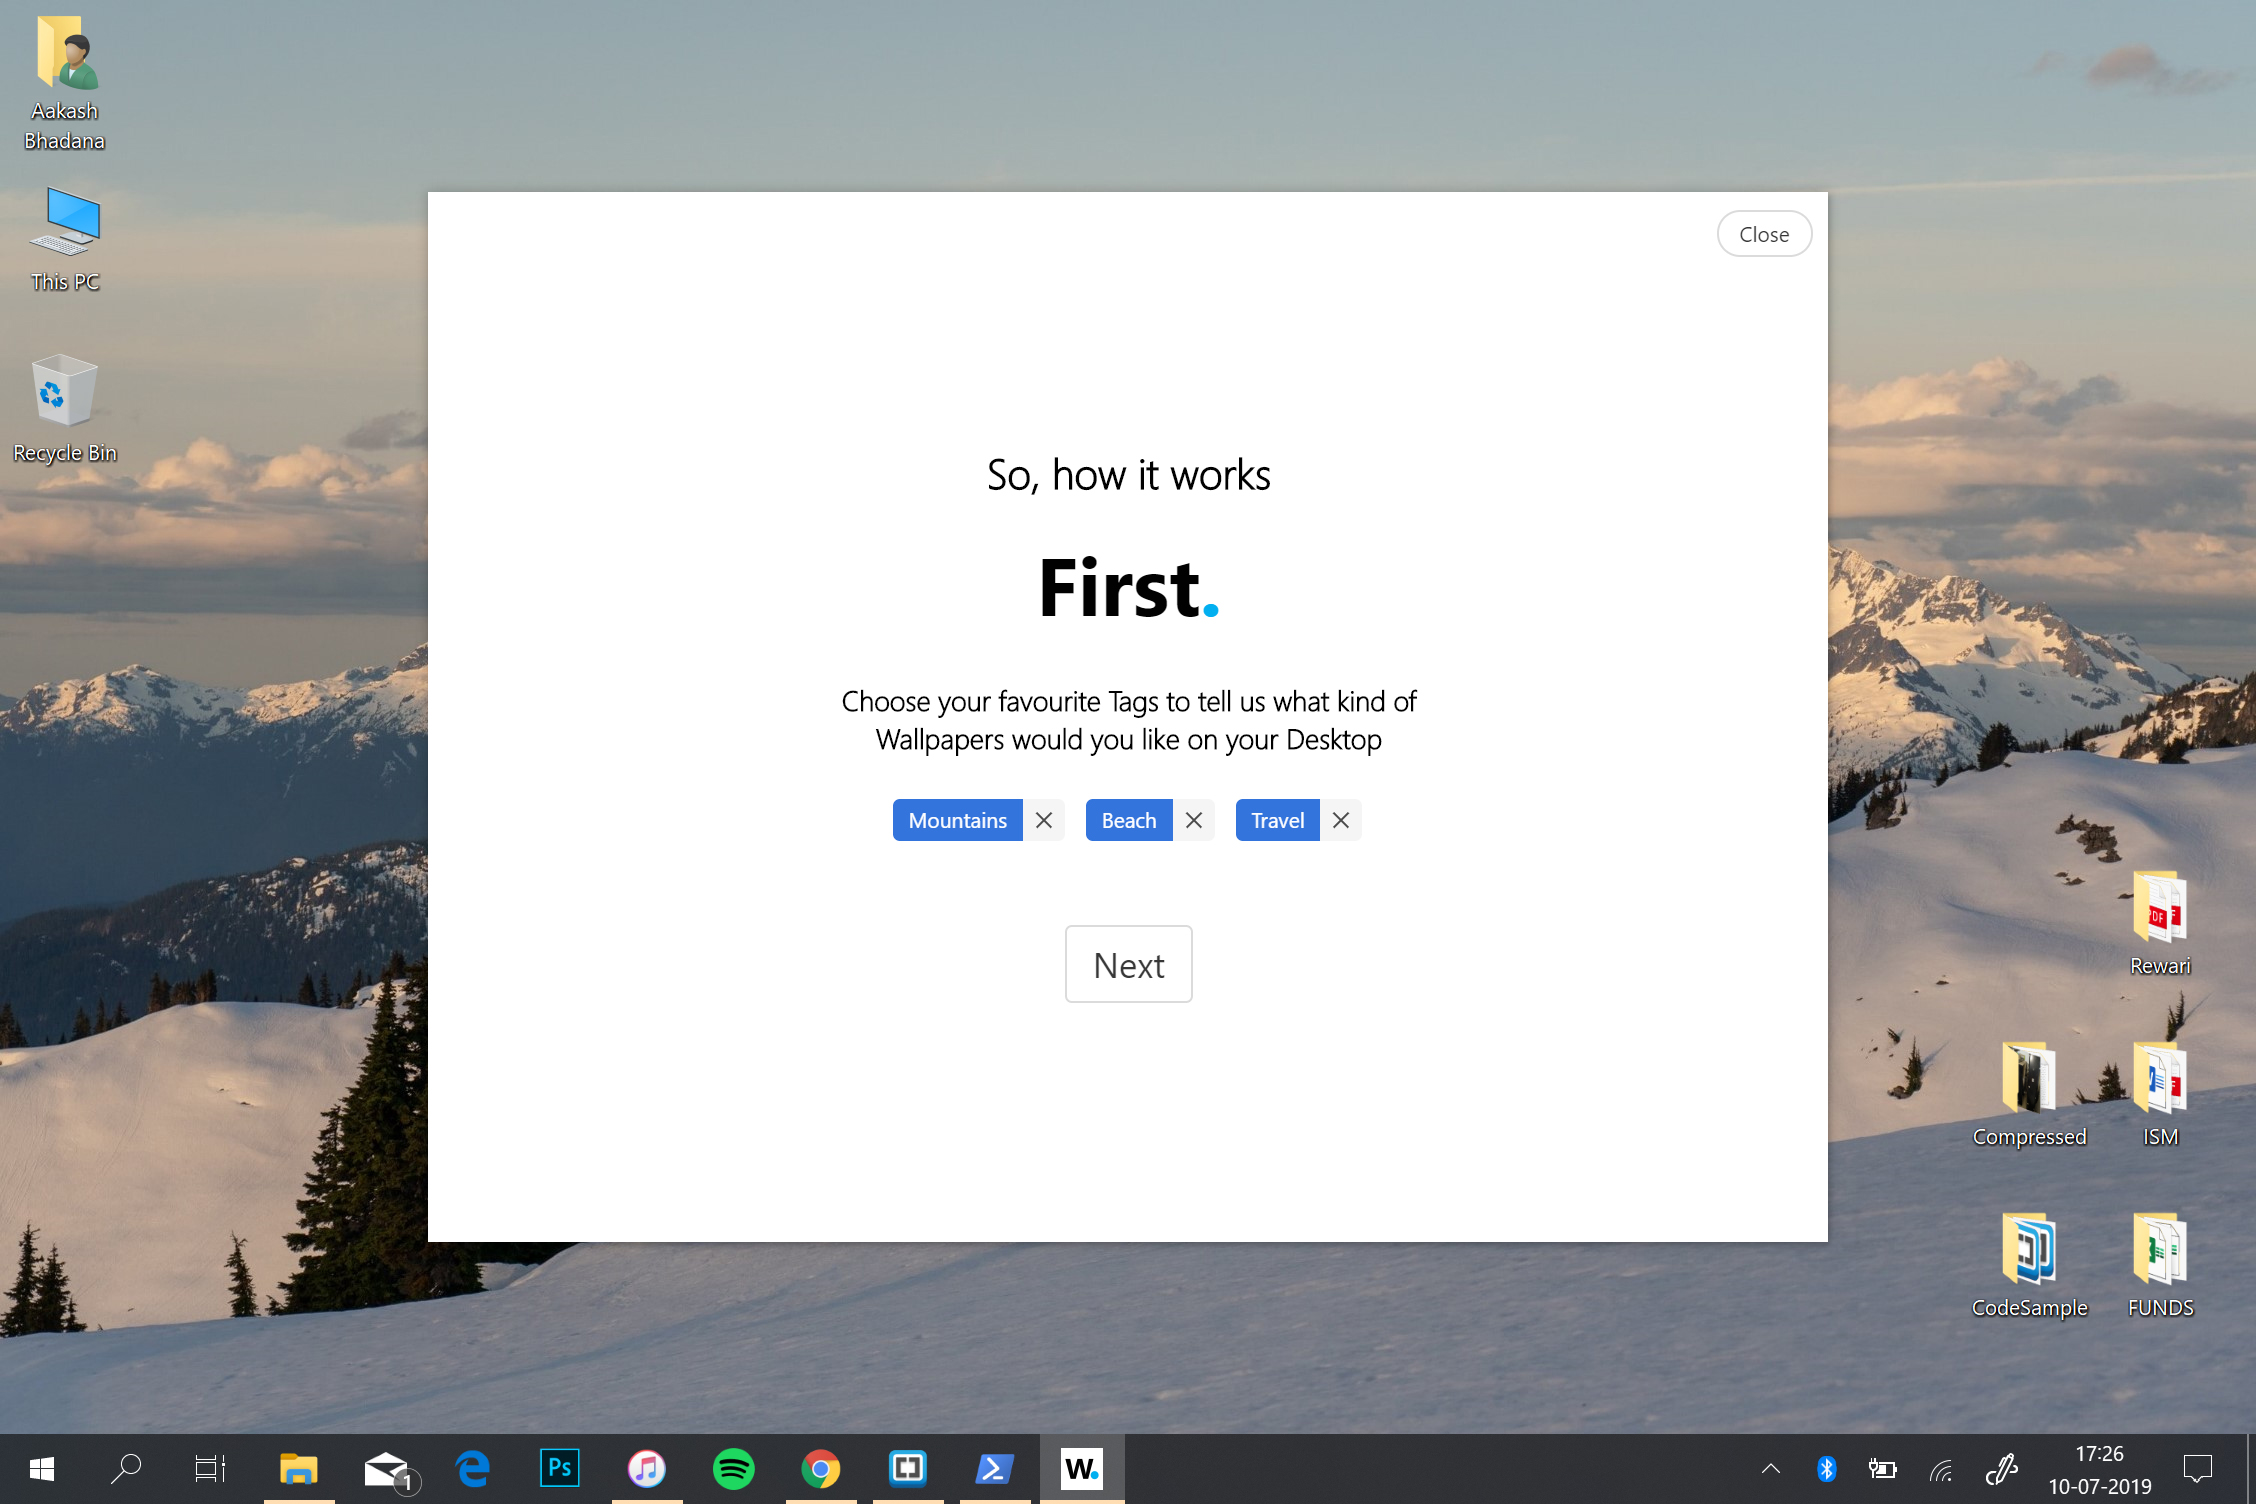 Aakash
Bhadana
This PC
Recycle Bin
Close
So, how it works
First.
Choose your favourite Tags to tell us what kind of
Wallpapers would you like on your Desktop
Mountains
Beach
Travel
Next
PDF
Rewari
Compressed
ISM
CodeSample
FUNDS
1
Ps
W.
17:26
10-07-2019